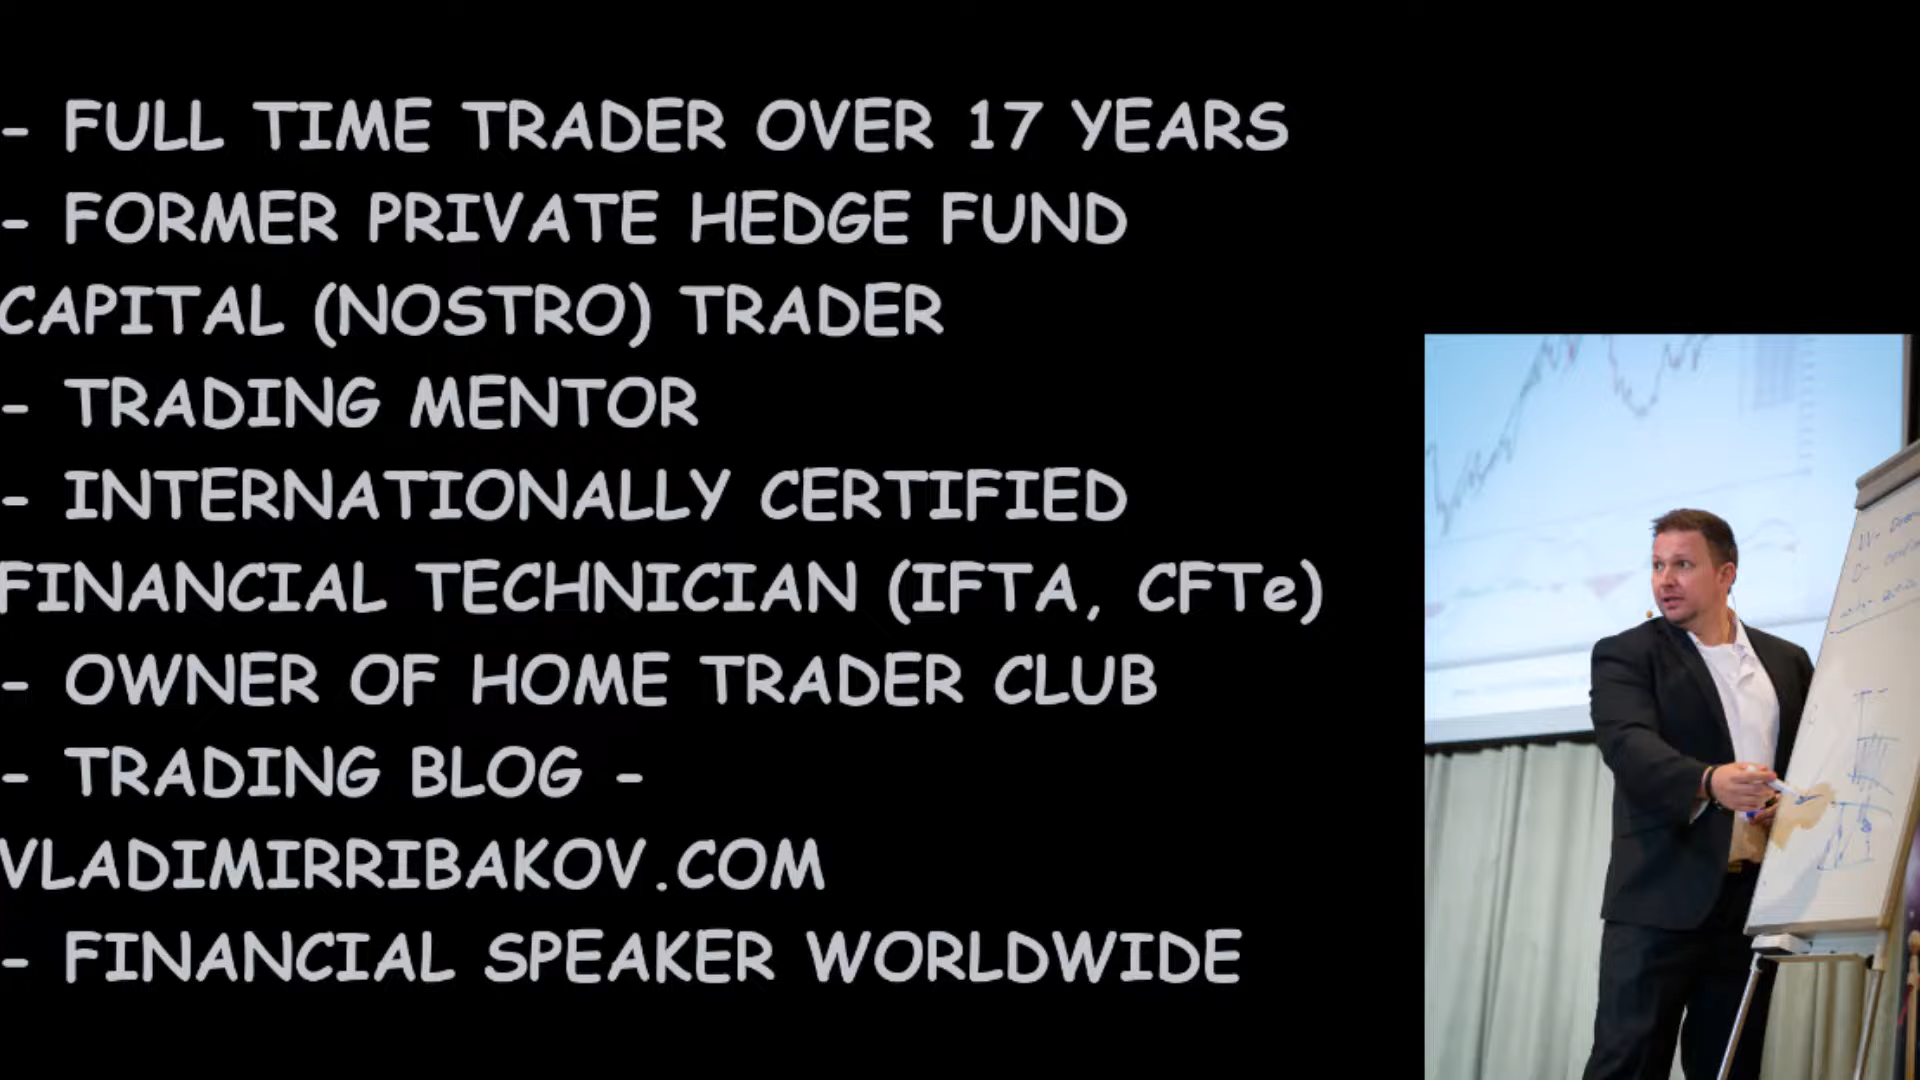 - FULL TIME TRADER OVER 17 YEARS
- FORMER PRIVATE HEDGE FUND
CAPITAL (NOSTRO) TRADER
- TRADING MENTOR
- INTERNATIONALLY CERTIFIED
FINANCIAL TECHNICIAN (IFTA, CFTe)
- OWNER OF HOME TRADER CLUB
- TRADING BLOG -
VLADIMIRRIBAKOV.COM
- FINANCIAL SPEAKER WORLDWIDE